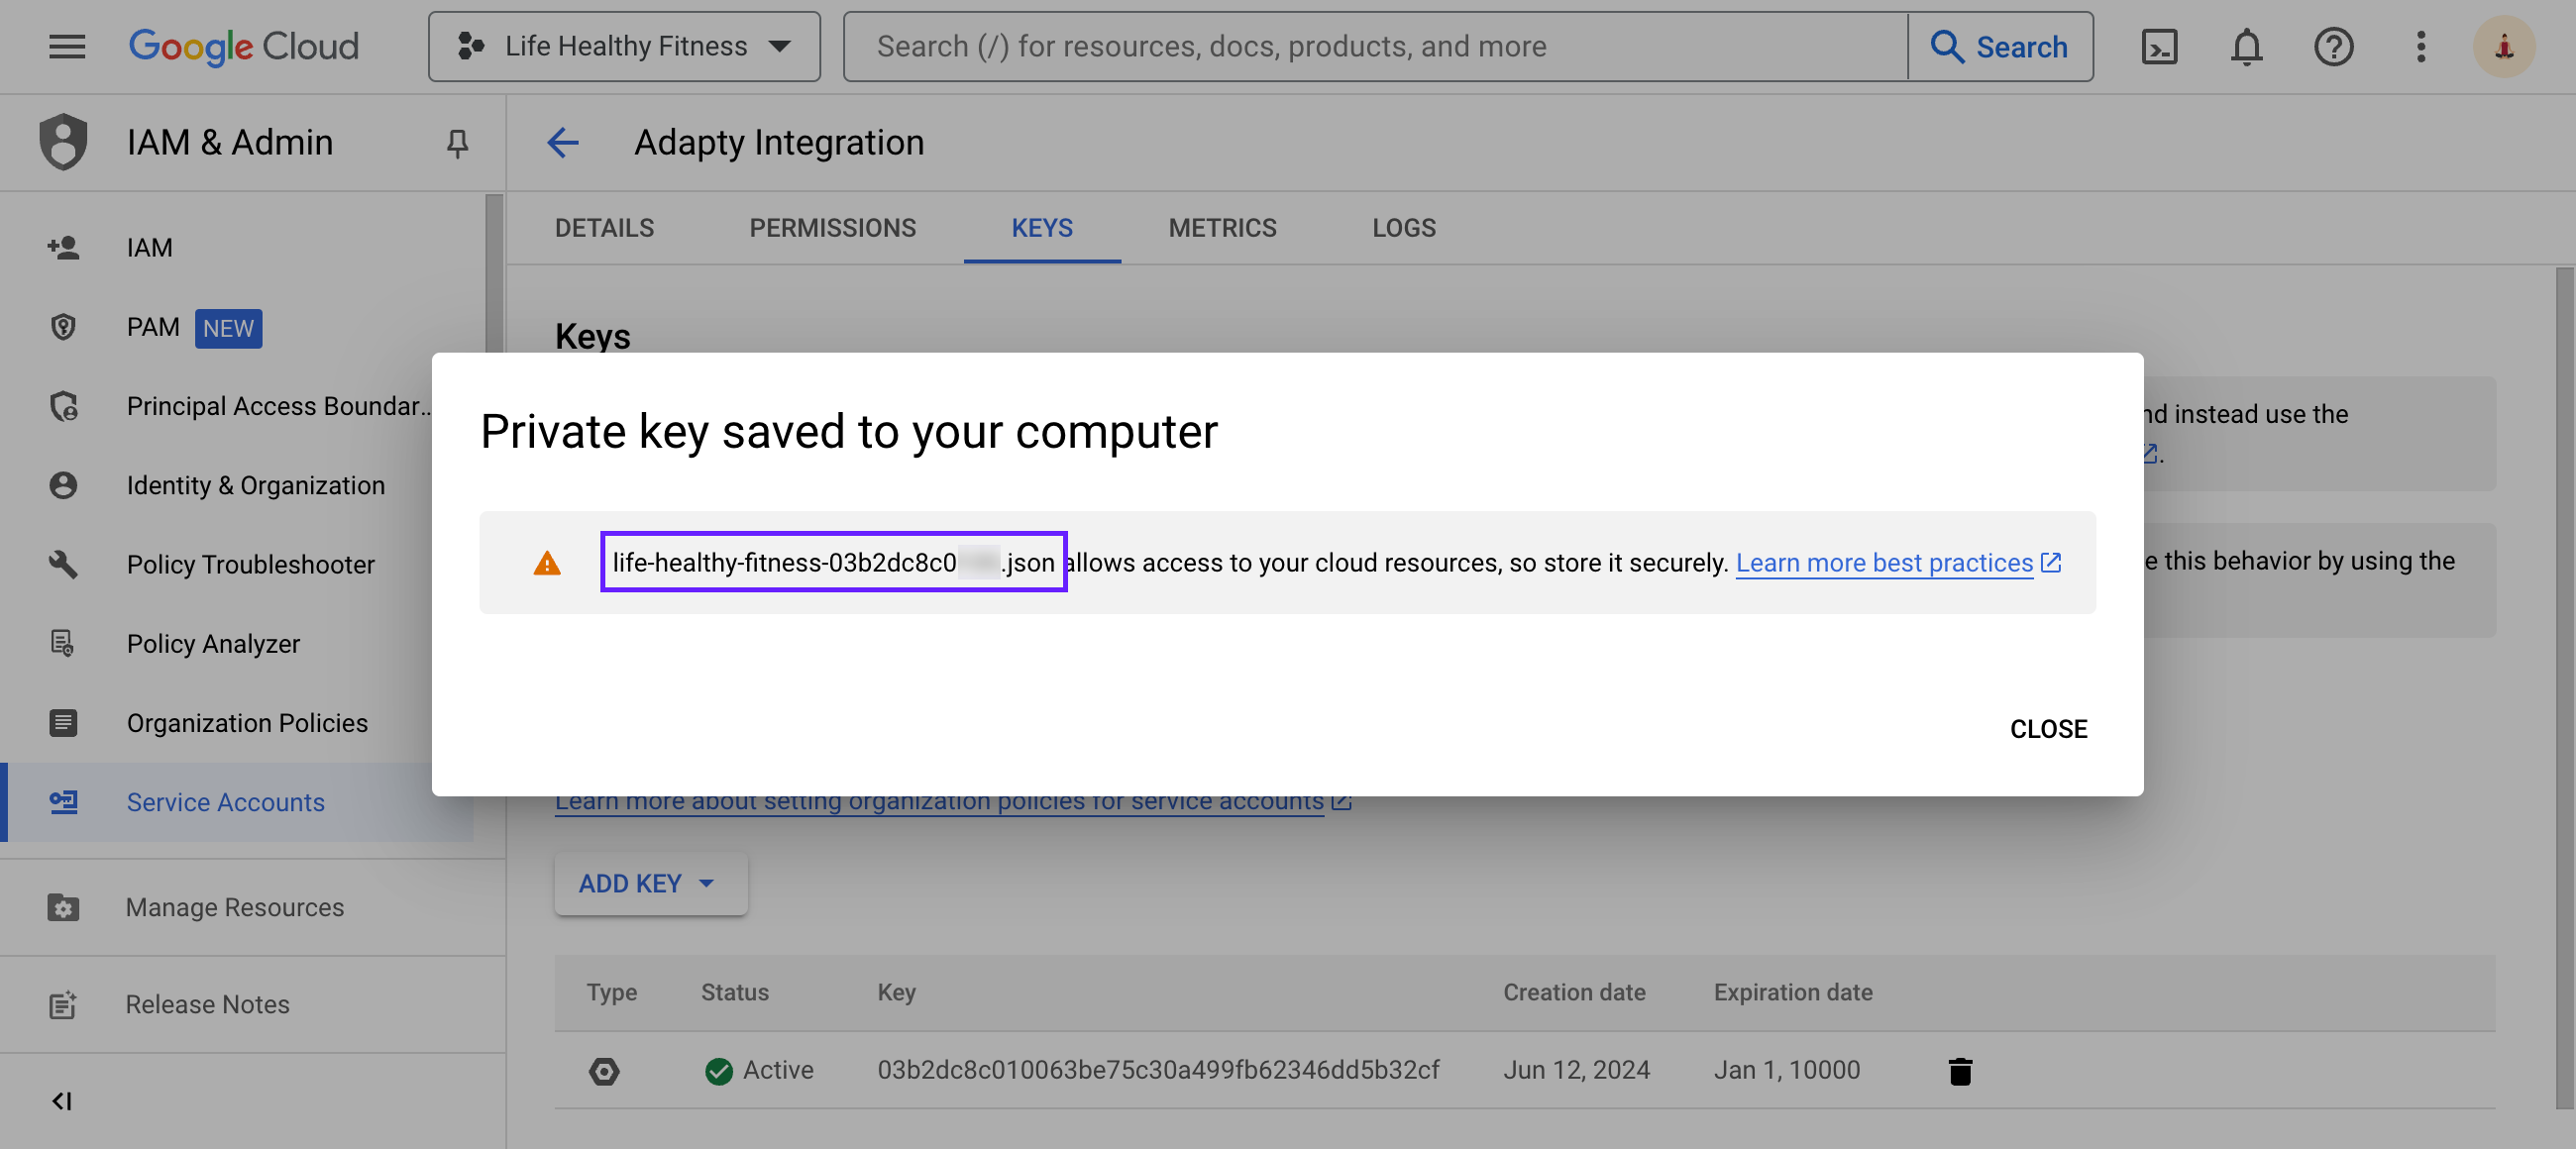 Google Cloud
Life Healthy Fitness
Search (/) for resources, docs, products, and more
Search
IAM & Admin
Adapty Integration
DETAILS
PERMISSIONS
KEYS
METRICS
LOGS
IAM
PAM NEW
Principal Access Boundar...
Identity & Organization
Policy Troubleshooter
Policy Analyzer
Organization Policies
Service Accounts
Manage Resources
Release Notes
Keys
nd instead use the
e this behavior by using the
Private key saved to your computer
life-healthy-fitness-03b2dc8c0 .json allows access to your cloud resources, so store it securely. Learn more best practices
CLOSE
Learn more about setting organization policies for service accounts
ADD KEY
Type Status Key Creation date Expiration date
Active 03b2dc8c010063be75c30a499fb62346dd5b32cf Jun 12, 2024 Jan 1, 10000